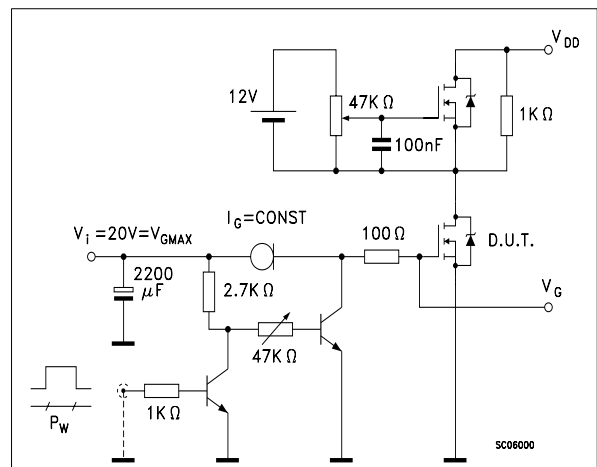 V DD
12V
47K Ω
1K Ω
100nF
I G =CONST
V i =20V=V GMAX
100 Ω
D.U.T.
2200
μF
2.7K Ω
V G
47K Ω
1K Ω
P W
SC06000